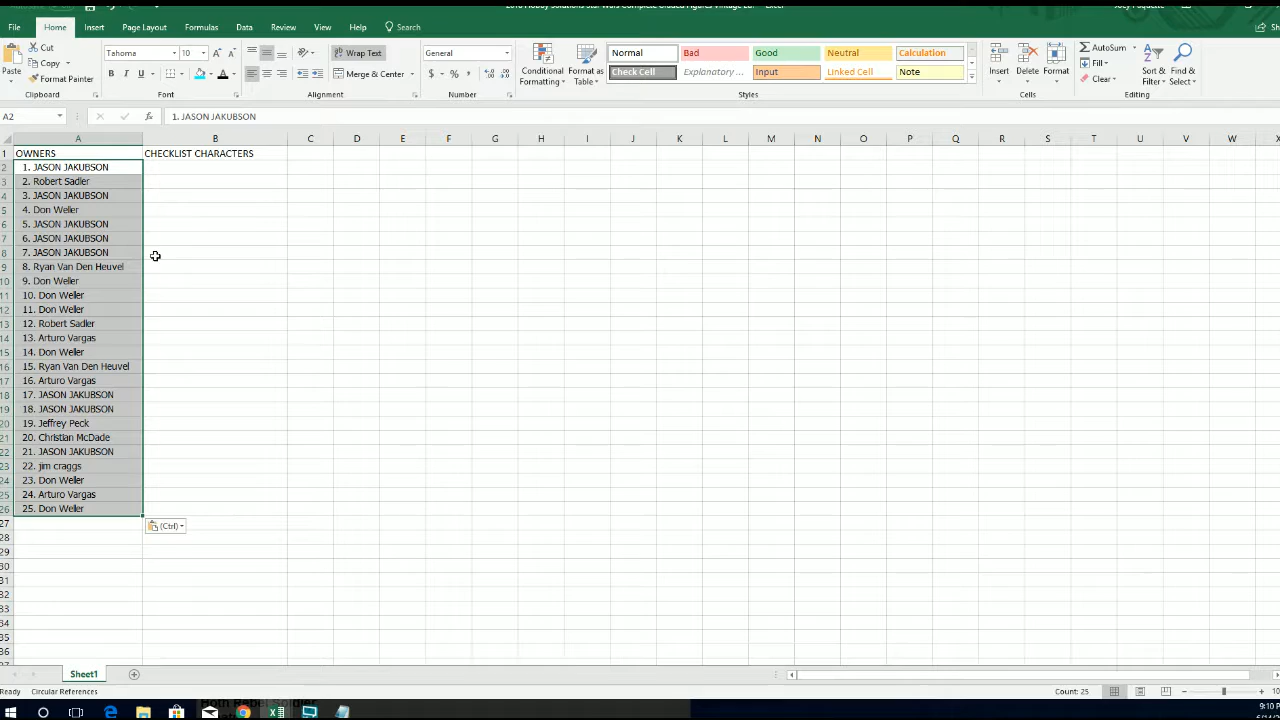 File Home Insert Page Layout Formulas Data Review View Help Search
Cut
Copy
Format Painter
Paste
Clipboard
Tahoma 10
B I U
Font
Wrap Text
Merge & Center
Alignment
General
$ % ,
Number
Conditional Formatting
Format as Table
Normal Bad Good Neutral Calculation
Check Cell Explanatory ... Input Linked Cell Note
Styles
Insert Delete Format
Cells
AutoSum
Fill
Clear
Sort & Filter
Find & Select
Editing
A2 fx 1. JASON JAKUBSON
A B C D E F G H I J K L M N O P Q R S T U V W X
1 OWNERS CHECKLIST CHARACTERS
2 1. JASON JAKUBSON
3 2. Robert Sadler
4 3. JASON JAKUBSON
5 4. Don Weller
6 5. JASON JAKUBSON
7 6. JASON JAKUBSON
8 7. JASON JAKUBSON
9 8. Ryan Van Den Heuvel
10 9. Don Weller
11 10. Don Weller
12 11. Don Weller
13 12. Robert Sadler
14 13. Arturo Vargas
15 14. Don Weller
16 15. Ryan Van Den Heuvel
17 16. Arturo Vargas
18 17. JASON JAKUBSON
19 18. JASON JAKUBSON
20 19. Jeffrey Peck
21 20. Christian McDade
22 21. JASON JAKUBSON
23 22. jim craggs
24 23. Don Weller
25 24. Arturo Vargas
26 25. Don Weller
27 (Ctrl)
28
29
30
31
32
33
34
35
36
Sheet1
Ready Circular References Count: 25
Hoth Rebel Soldier
9:10